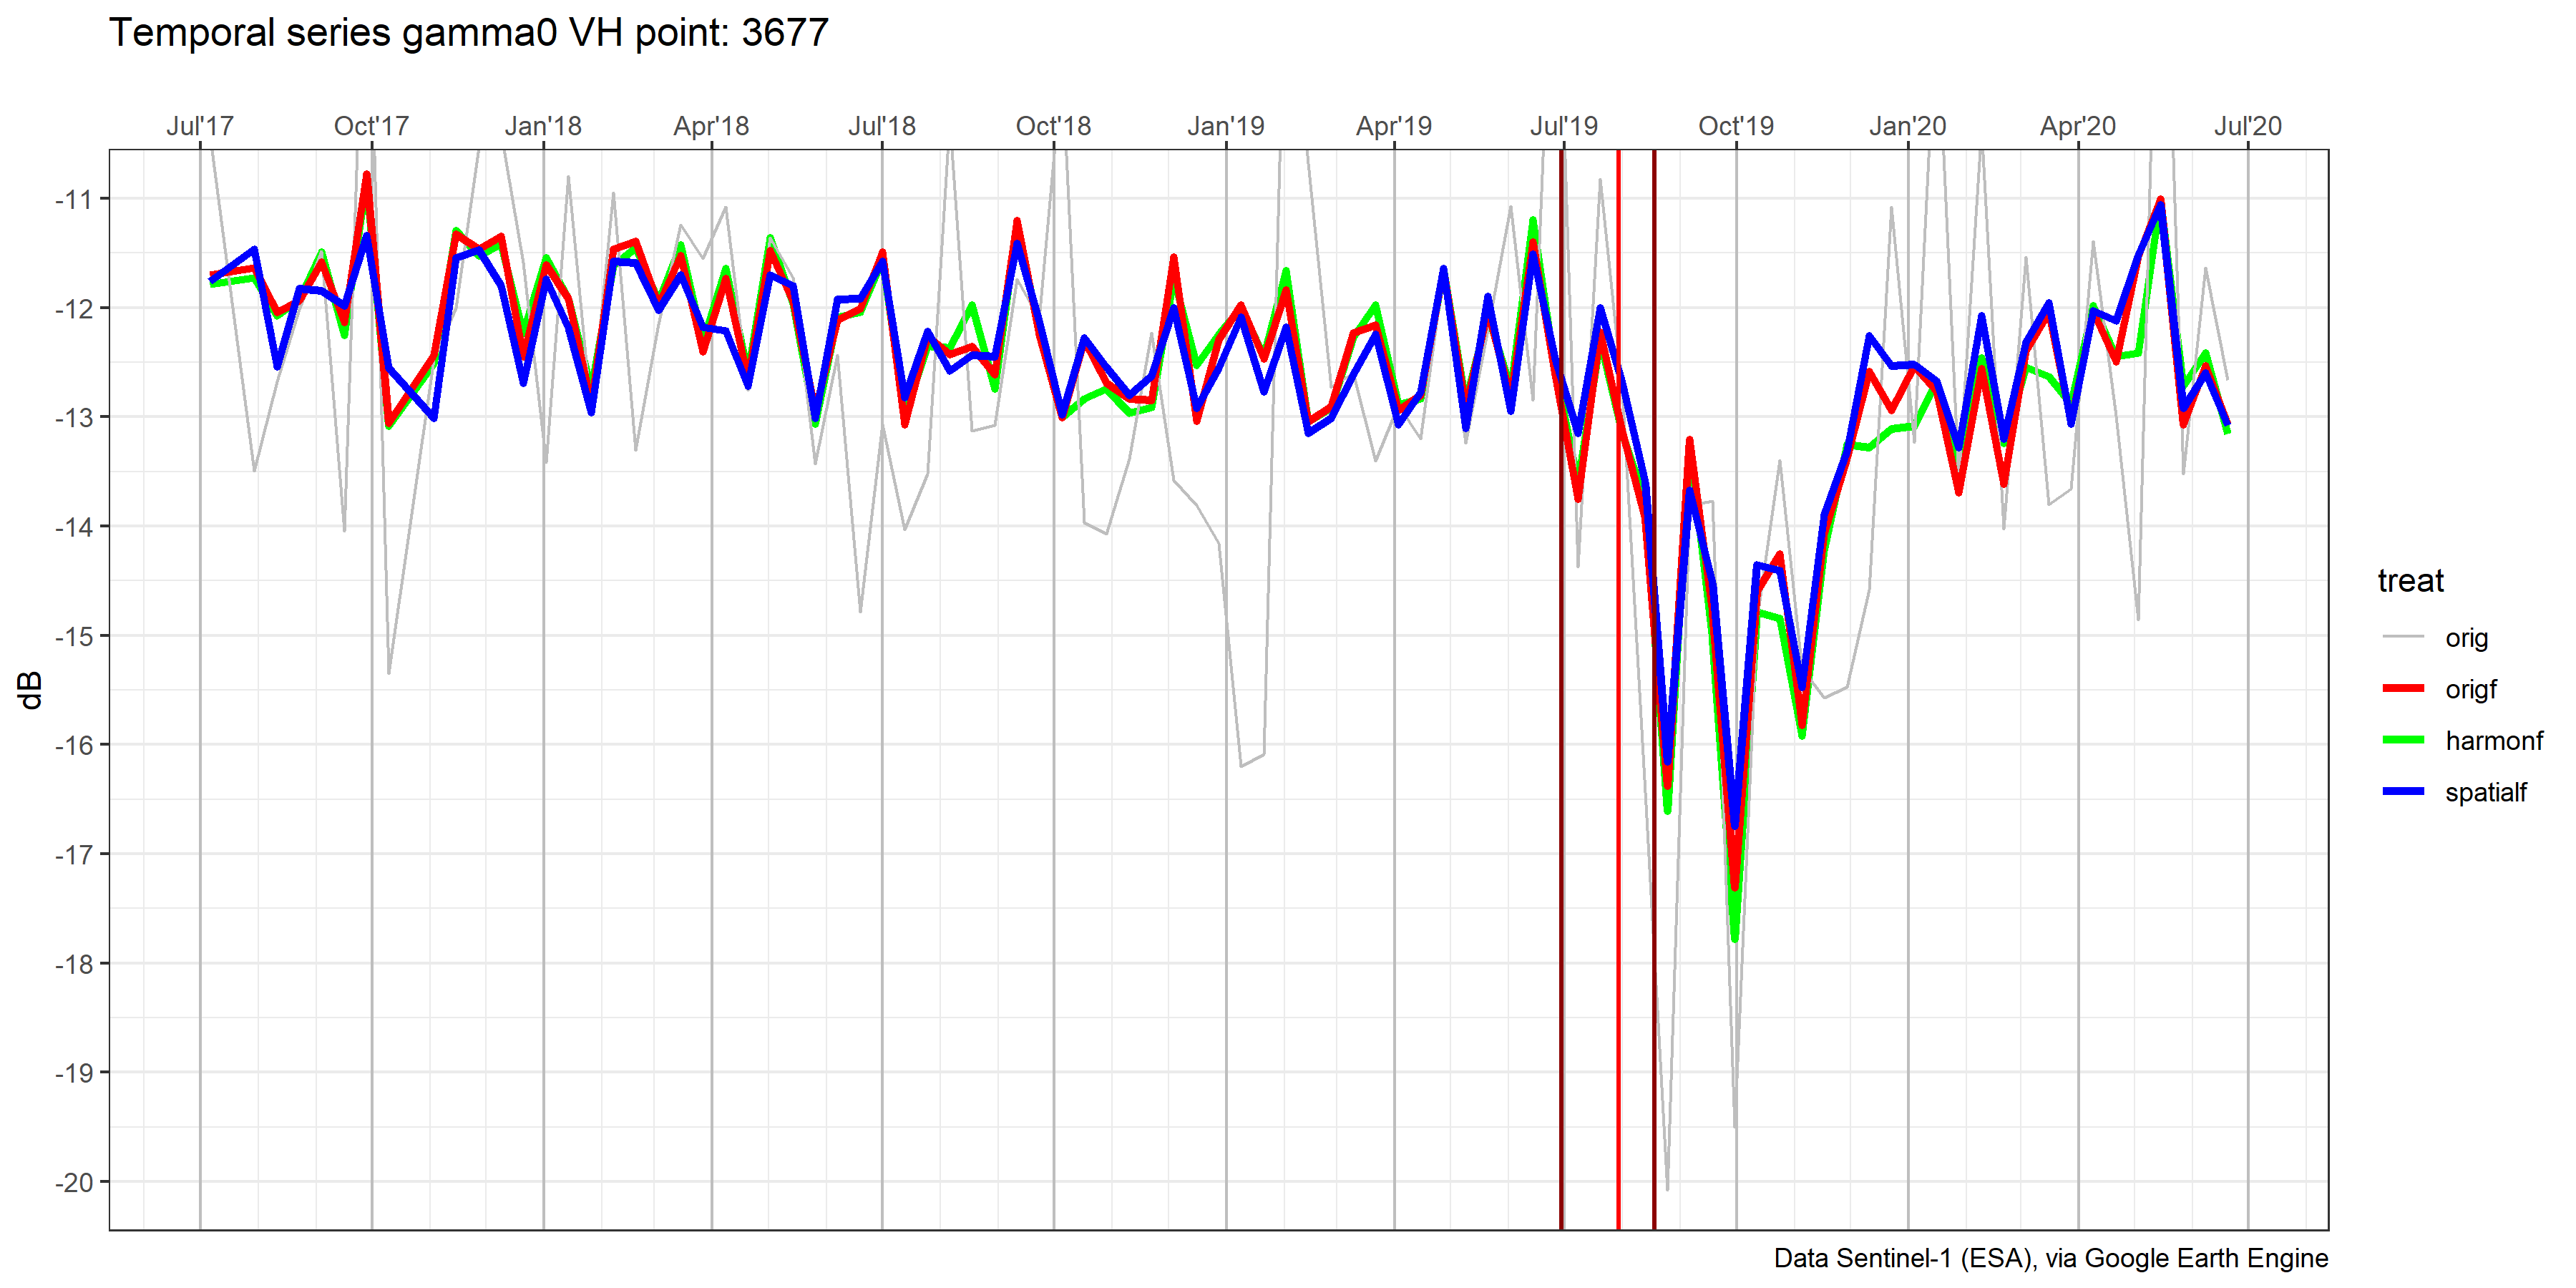 Temporal series gamma0 VH point: 3677
Jul'17 Oct'17 Jan'18 Apr'18 Jul'18 Oct'18 Jan'19 Apr'19 Jul'19 Oct'19 Jan'20 Apr'20 Jul'20
-11
-12
-13
-14
-15
-16
-17
-18
-19
-20
dB
treat
orig
origf
harmonf
spatialf
Data Sentinel-1 (ESA), via Google Earth Engine